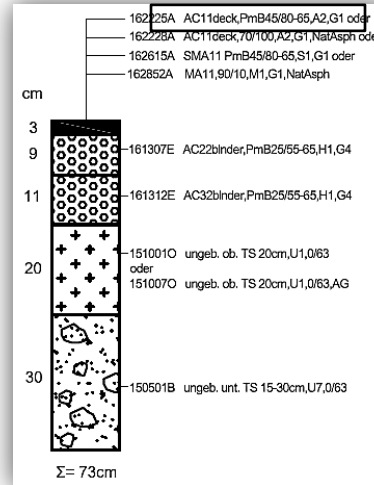 162225A AC11deck,PmB45/80-65,A2,G1 oder
162228A AC11deck,70/100,A2,G1,NatAsph ode
162615A SMA11 PmB45/80-65,S1,G1 oder
162852A MA11,90/10,M1,G1,NatAsph
cm
3
9
161307E AC22binder,PmB25/55-65,H1,G4
11
161312E AC32binder,PmB25/55-65,H1,G4
20
151001O ungeb. ob. TS 20cm,U1,0/63
oder
151007O ungeb. ob. TS 20cm,U1,0/63,AG
30
150501B ungeb. unt. TS 15-30cm,U7,0/63
Σ= 73cm